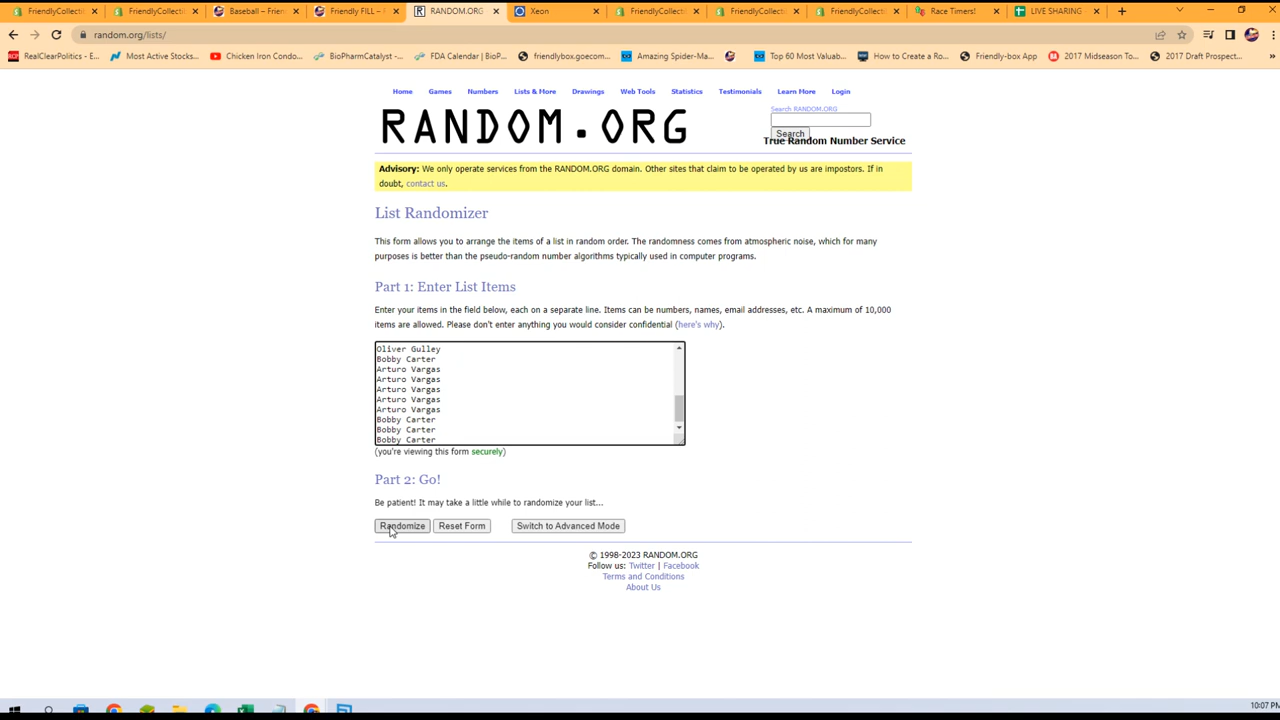 FriendlyCollecti
FriendlyCollecti
Baseball – Frien
Friendly FILL –
RANDOM.ORG
Xeon
FriendlyCollecti
FriendlyCollecti
FriendlyCollecti
Race Timers!
LIVE SHARING
random.org/lists/
RealClearPolitics - E...
Most Active Stocks...
Chicken Iron Condo...
BioPharmCatalyst -...
FDA Calendar | BioP...
friendlybox.goecom...
Amazing Spider-Ma...
Top 60 Most Valuab...
How to Create a Ro...
Friendly-box App
2017 Midseason To...
2017 Draft Prospect...
Home Games Numbers Lists & More Drawings Web Tools Statistics Testimonials Learn More Login
RANDOM.ORG
Search RANDOM.ORG
Search
True Random Number Service
Advisory: We only operate services from the RANDOM.ORG domain. Other sites that claim to be operated by us are impostors. If in
doubt, contact us.
List Randomizer
This form allows you to arrange the items of a list in random order. The randomness comes from atmospheric noise, which for many
purposes is better than the pseudo-random number algorithms typically used in computer programs.
Part 1: Enter List Items
Enter your items in the field below, each on a separate line. Items can be numbers, names, email addresses, etc. A maximum of 10,000
items are allowed. Please don't enter anything you would consider confidential (here's why).
Oliver Gulley
Bobby Carter
Arturo Vargas
Arturo Vargas
Arturo Vargas
Arturo Vargas
Arturo Vargas
Bobby Carter
Bobby Carter
Bobby Carter
(you're viewing this form securely)
Part 2: Go!
Be patient! It may take a little while to randomize your list...
Randomize Reset Form Switch to Advanced Mode
© 1998-2023 RANDOM.ORG
Follow us: Twitter | Facebook
Terms and Conditions
About Us
10:07 PM